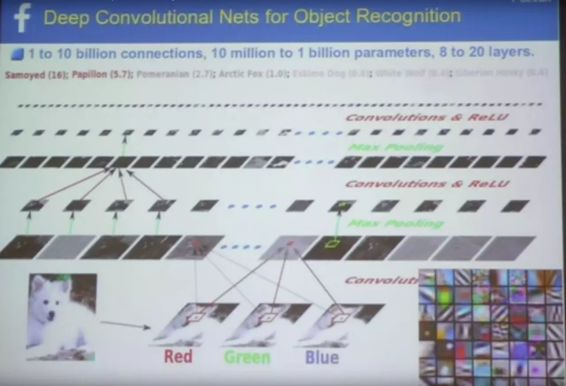 f Deep Convolutional Nets for Object Recognition
1 to 10 billion connections, 10 million to 1 billion parameters, 8 to 20 layers.
Samoyed (16); Papillon (5.7); Pomeranian (2.7); Arctic Fox (1.0); Eskimo Dog (0.6); White Wolf (0.4); Siberian Husky (0.4)
Convolutions & ReLU
Max Pooling
Convolutions & ReLU
Max Pooling
Convoluti
Red Green Blue